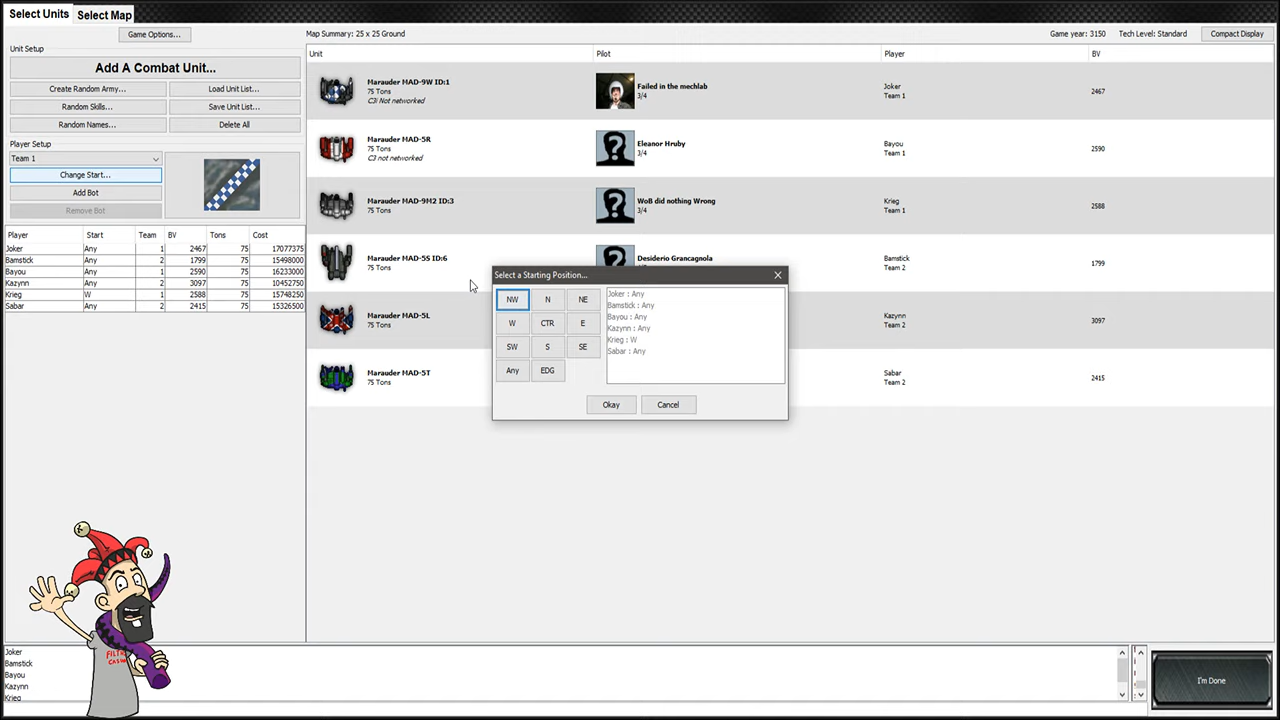 Select Units
Select Map
Game Options...
Unit Setup
Add A Combat Unit...
Create Random Army...
Load Unit List...
Random Skills...
Save Unit List...
Random Names...
Delete All
Player Setup
Team 1
Change Start...
Add Bot
Remove Bot
Player Start Team BV Tons Cost
Joker Any 1 2467 75 17077375
Bamstick Any 2 1799 75 15498000
Bayou Any 1 2590 75 16233000
Kazynn Any 2 3097 75 10452750
Krieg W 1 2588 75 15748250
Sabar Any 2 2415 75 15326500
Map Summary: 25 x 25 Ground
Game year: 3150
Tech Level: Standard
Compact Display
Unit Pilot Player BV
Marauder MAD-9W ID:1
75 Tons
C3i Not networked
Failed in the mechlab
3/4
Joker
Team 1
2467
Marauder MAD-5R
75 Tons
C3 not networked
Eleanor Hruby
3/4
Bayou
Team 1
2590
Marauder MAD-9M2 ID:3
75 Tons
WoB did nothing Wrong
3/4
Krieg
Team 1
2588
Marauder MAD-5S ID:6
75 Tons
Desiderio Grancagnola
Bamstick
Team 2
1799
Marauder MAD-5L
75 Tons
Kazynn
Team 2
3097
Marauder MAD-5T
75 Tons
Sabar
Team 2
2415
Select a Starting Position...
NW N NE
W CTR E
SW S SE
Any EDG
Joker : Any
Bamstick : Any
Bayou : Any
Kazynn : Any
Krieg : W
Sabar : Any
Okay
Cancel
Joker
Bamstick
Bayou
Kazynn
Krieg
I'm Done